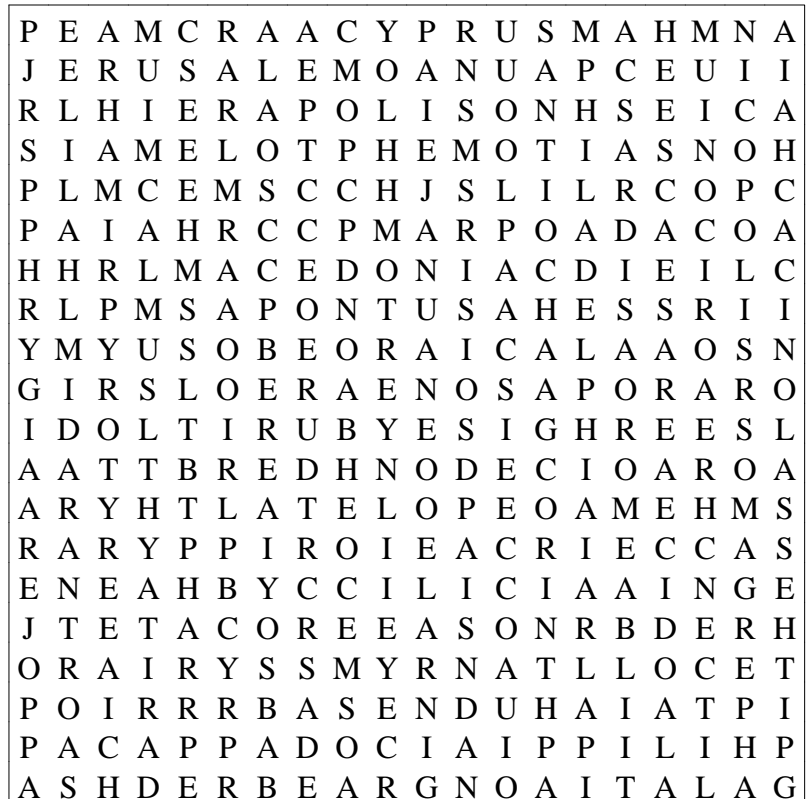 P E A M C R A A C Y P R U S M A H M N A
J E R U S A L E M O A N U A P C E U I I
R L H I E R A P O L I S O N H S E I C A
S I A M E L O T P H E M O T I A S N O H
P L M C E M S C C H J S L I L R C O P C
P A I A H R C C P M A R P O A D A C O A
H H R L M A C E D O N I A C D I E I L C
R L P M S A P O N T U S A H E S S R I I
Y M Y U S O B E O R A I C A L A A O S N
G I R S L O E R A E N O S A P O R A R O
I D O L T I R U B Y E S I G H R E E S L
A A T T B R E D H N O D E C I O A R O A
A R Y H T L A T E L O P E O A M E H M S
R A R Y P P I R O I E A C R I E C C A S
E N E A H B Y C C I L I C I A A I N G E
J T E T A C O R E E A S O N R B D E R H
O R A I R Y S S M Y R N A T L L O C E T
P O I R R R B A S E N D U H A I A T P I
P A C A P P A D O C I A I P P I L I H P
A S H D E R B E A R G N O A I T A L A G